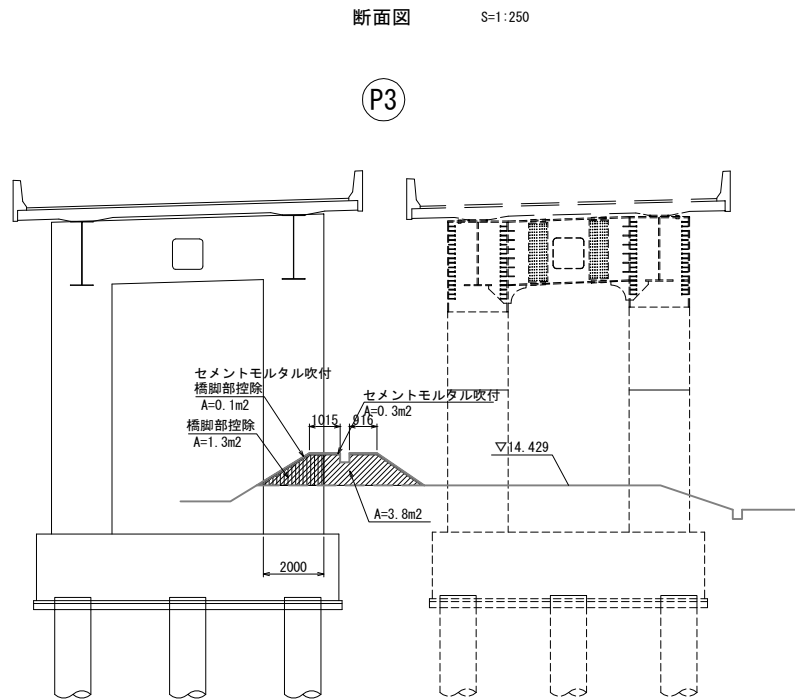 断面図 S=1:250
P3
セメントモルタル吹付
橋脚部控除
A=0.1m2
セメントモルタル吹付
A=0.3m2
1015 916
橋脚部控除
A=1.3m2
▽14.429
A=3.8m2
2000